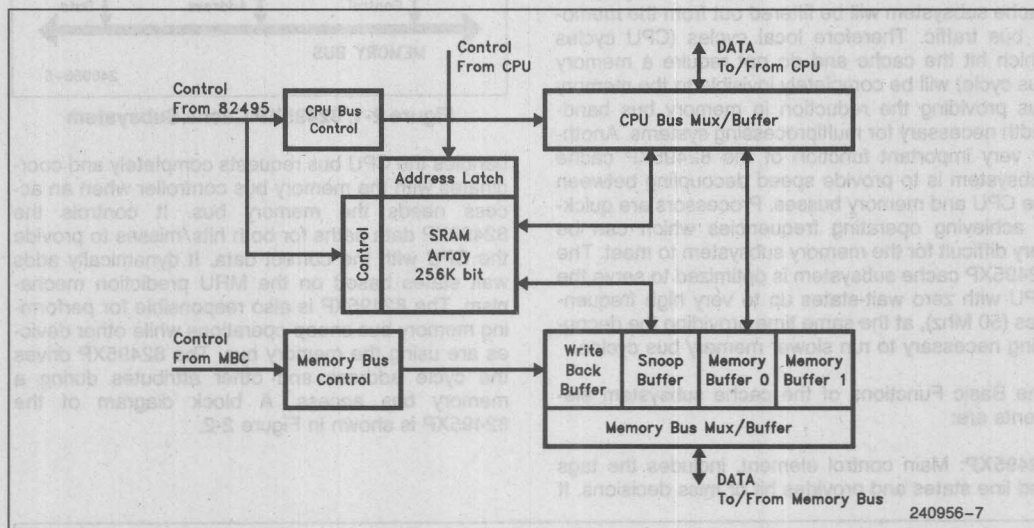 Control
From CPU
DATA
To/From CPU
Control
From 82495
CPU Bus
Control
CPU Bus Mux/Buffer
Address Latch
Control
SRAM
Array
256K bit
Control
From MBC
Memory Bus
Control
Write
Back
Buffer
Snoop
Buffer
Memory
Buffer 0
Memory
Buffer 1
Memory Bus Mux/Buffer
DATA
To/From Memory Bus
240956-7